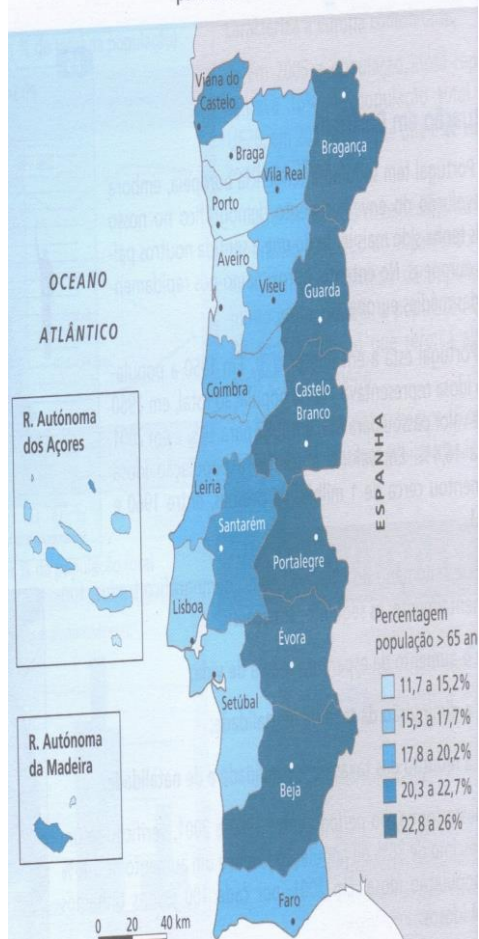 Viana do
Castelo
Braga
Bragança
Vila Real
Porto
Aveiro
Viseu
Guarda
OCEANO
ATLÂNTICO
Coimbra
Castelo
Branco
R. Autónoma
dos Açores
Leiria
Santarém
ESPANHA
Portalegre
Lisboa
Évora
Setúbal
Percentagem
população > 65 an
11,7 a 15,2%
15,3 a 17,7%
17,8 a 20,2%
20,3 a 22,7%
22,8 a 26%
R. Autónoma
da Madeira
Beja
Faro
0 20 40 km